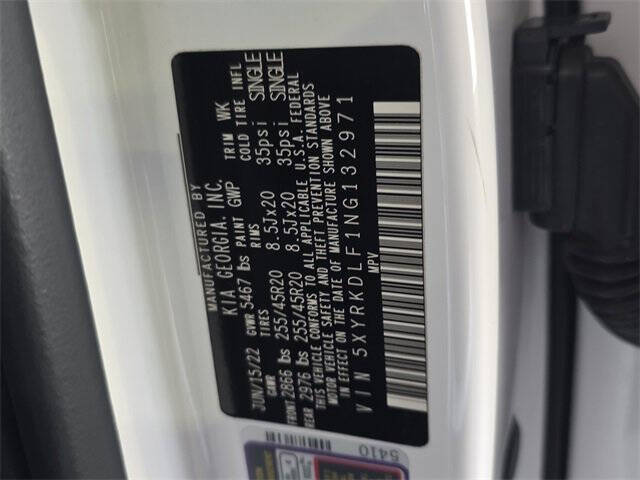 MANUFACTURED BY
KIA GEORGIA, INC.
JUN/15/22 GVWR 5467 lbs PAINT GWP TRIM WK
GAWR TIRES RIMS COLD TIRE INFL
FRONT 2866 lbs 255/45R20 8.5Jx20 35psi SINGLE
REER 2976 lbs 255/45R20 8.5Jx20 35psi SINGLE
THIS VEHICLE CONFORMS TO ALL APPLICABLE U.S.A. FEDERAL
MOTOR VEHICLE SAFETY AND THEFT PREVENTION STANDARDS
IN EFFECT ON THE DATE OF MANUFACTURE SHOWN ABOVE
VIN 5XYRKDLF1NG132971
MPV
5410